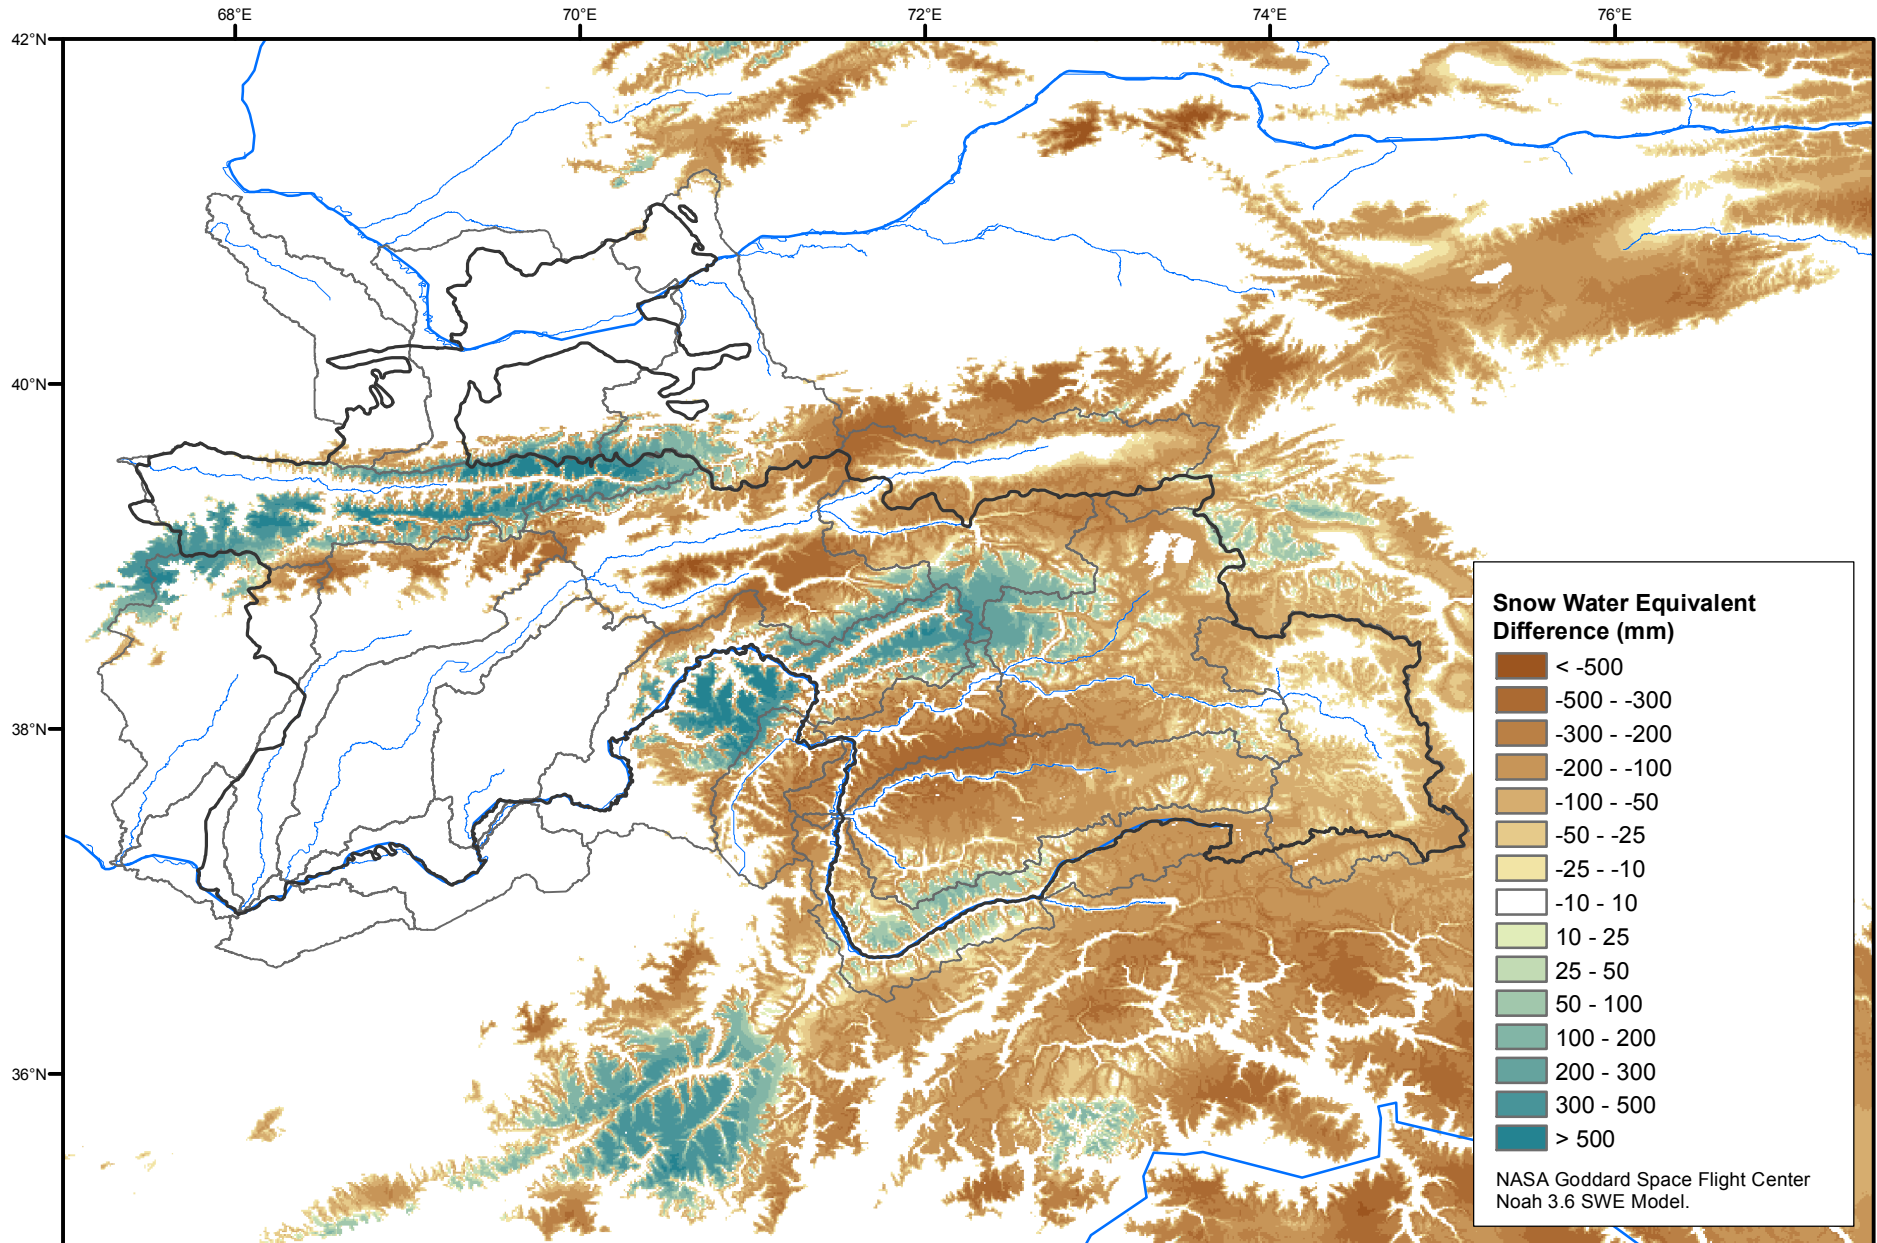 68°E
70°E
72°E
74°E
76°E
42°N
40°N
38°N
36°N
Snow Water Equivalent
Difference (mm)
< -500
-500 - -300
-300 - -200
-200 - -100
-100 - -50
-50 - -25
-25 - -10
-10 - 10
10 - 25
25 - 50
50 - 100
100 - 200
200 - 300
300 - 500
> 500
NASA Goddard Space Flight Center
Noah 3.6 SWE Model.